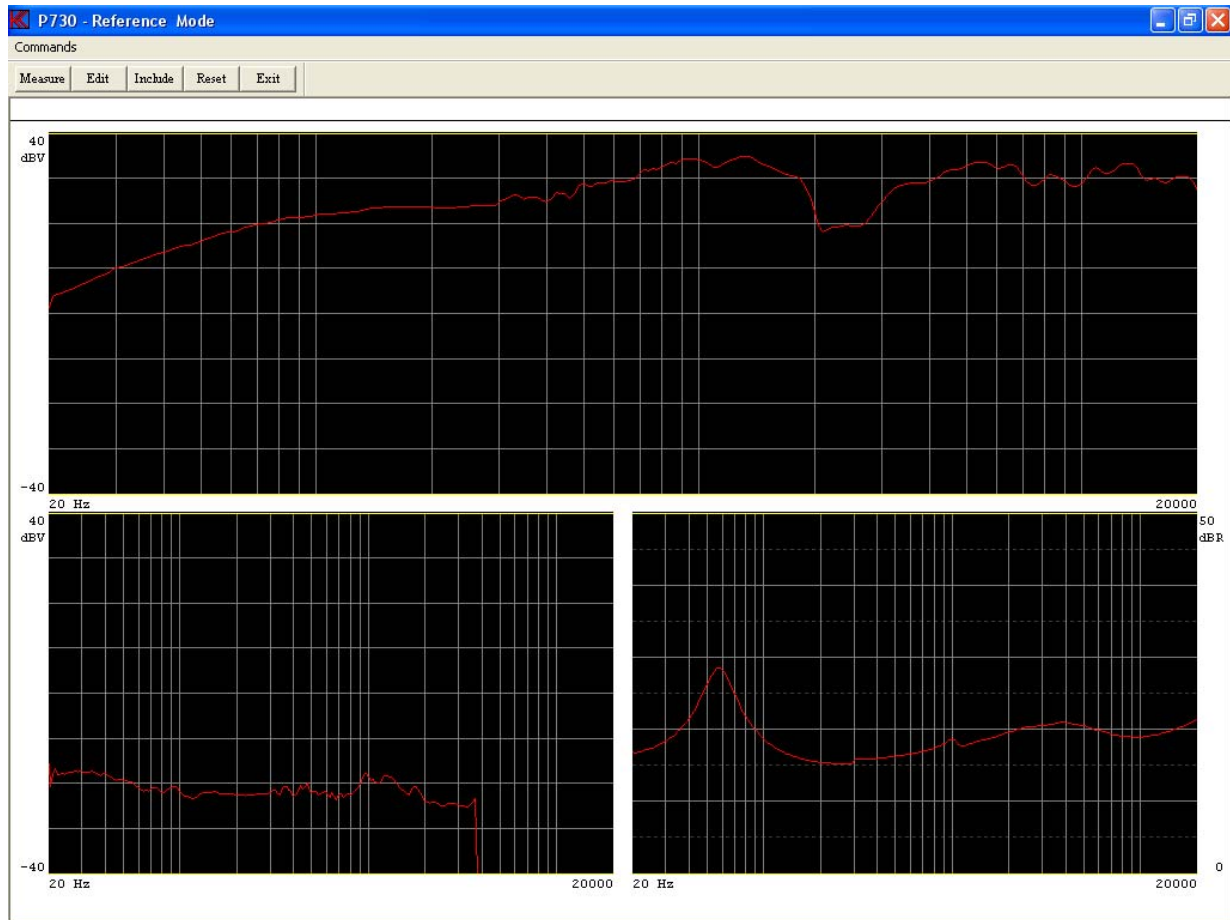 P730 - Reference Mode
Commands
Measure Edit Include Reset Exit
40
dBV
-40
20 Hz 20000
40
dBV
-40
20 Hz 20000
50
dBR
0
20 Hz 20000